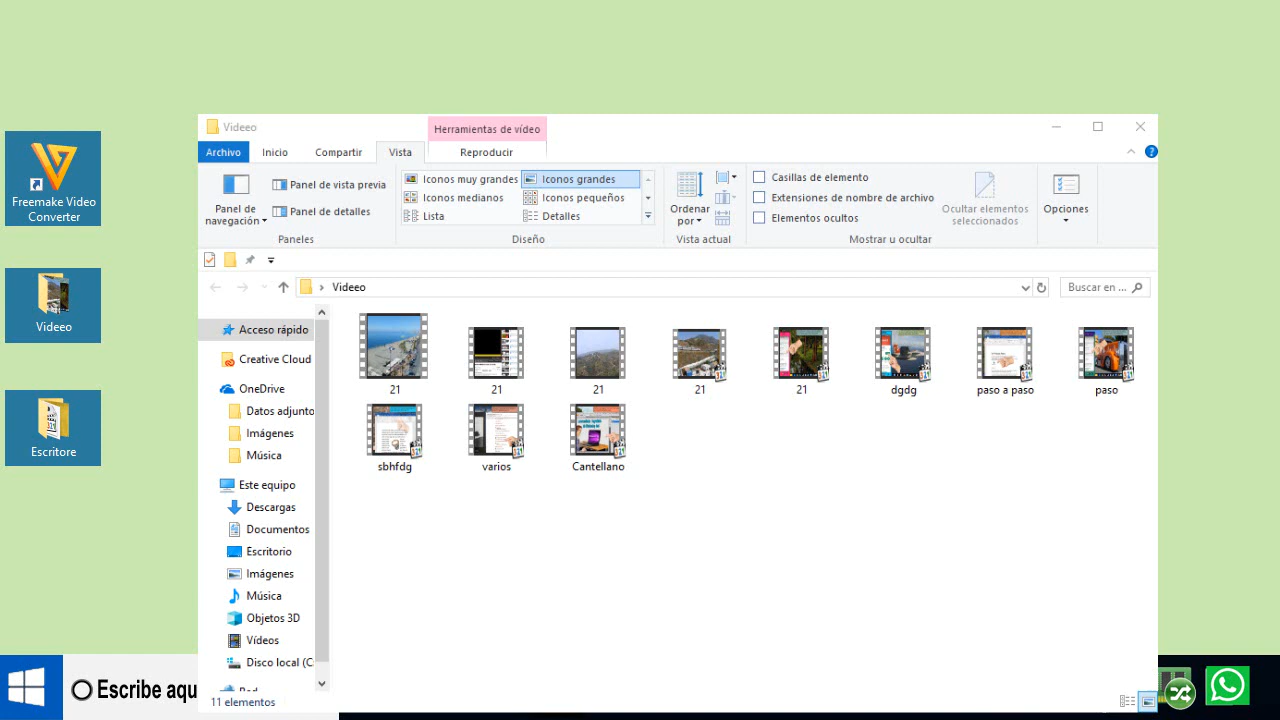 Freemake Video
Converter
Videeo
Escritore
Videeo
Herramientas de vídeo
Archivo
Inicio
Compartir
Vista
Reproducir
Panel de
navegación
Panel de vista previa
Panel de detalles
Paneles
Iconos muy grandes
Iconos grandes
Iconos medianos
Iconos pequeños
Lista
Detalles
Diseño
Ordenar
por
Vista actual
Casillas de elemento
Extensiones de nombre de archivo
Elementos ocultos
Ocultar elementos
seleccionados
Mostrar u ocultar
Opciones
Videeo
Buscar en ...
Acceso rápido
Creative Cloud
OneDrive
Datos adjunto
Imágenes
Música
Este equipo
Descargas
Documentos
Escritorio
Imágenes
Música
Objetos 3D
Vídeos
Disco local (C
21
21
21
21
21
dgdg
paso a paso
paso
sbhfdg
varios
Cantellano
11 elementos
Escribe aqu